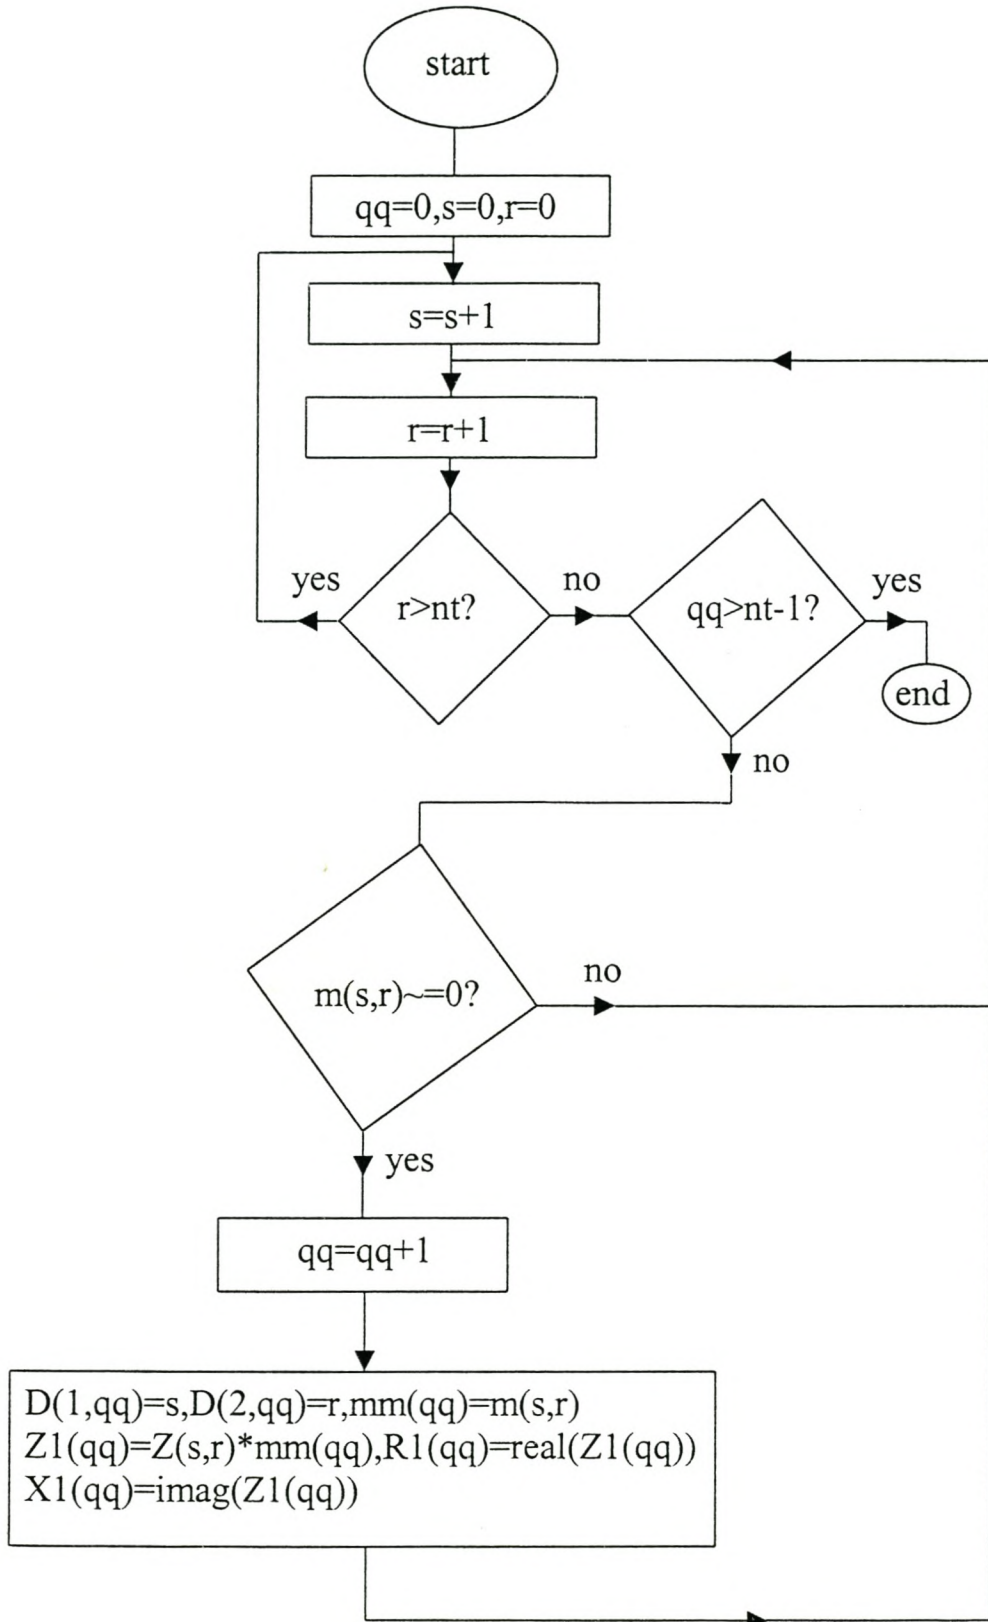 start
qq=0,s=0,r=0
s=s+1
r=r+1
yes
r>nt?
no
qq>nt-1?
yes
end
no
m(s,r)~=0?
no
yes
qq=qq+1
D(1,qq)=s,D(2,qq)=r,mm(qq)=m(s,r)
Z1(qq)=Z(s,r)*mm(qq),R1(qq)=real(Z1(qq))
X1(qq)=imag(Z1(qq))